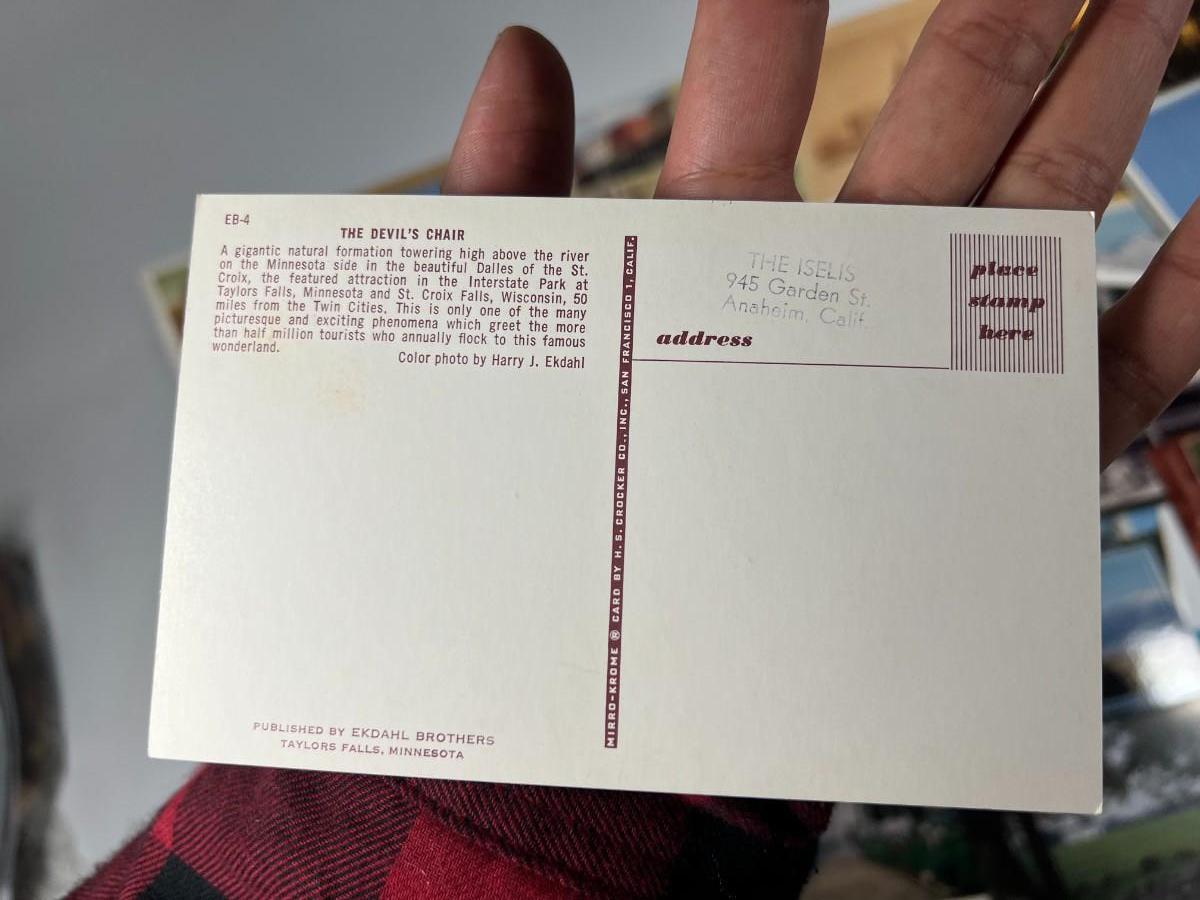 EB-4
THE DEVIL'S CHAIR
A gigantic natural formation towering high above the river
on the Minnesota side in the beautiful Dalles of the St.
Croix, the featured attraction in the Interstate Park at
Taylors Falls, Minnesota and St. Croix Falls, Wisconsin, 50
miles from the Twin Cities. This is only one of the many
picturesque and exciting phenomena which greet the more
than half million tourists who annually flock to this famous
wonderland.
Color photo by Harry J. Ekdahl
PUBLISHED BY EKDAHL BROTHERS
TAYLORS FALLS, MINNESOTA
MIRRO-KROME ® CARD BY H.S. CROCKER CO., INC., SAN FRANCISCO 1, CALIF.
THE ISELIS
945 Garden St.
Anaheim, Calif.
address
place
stamp
here